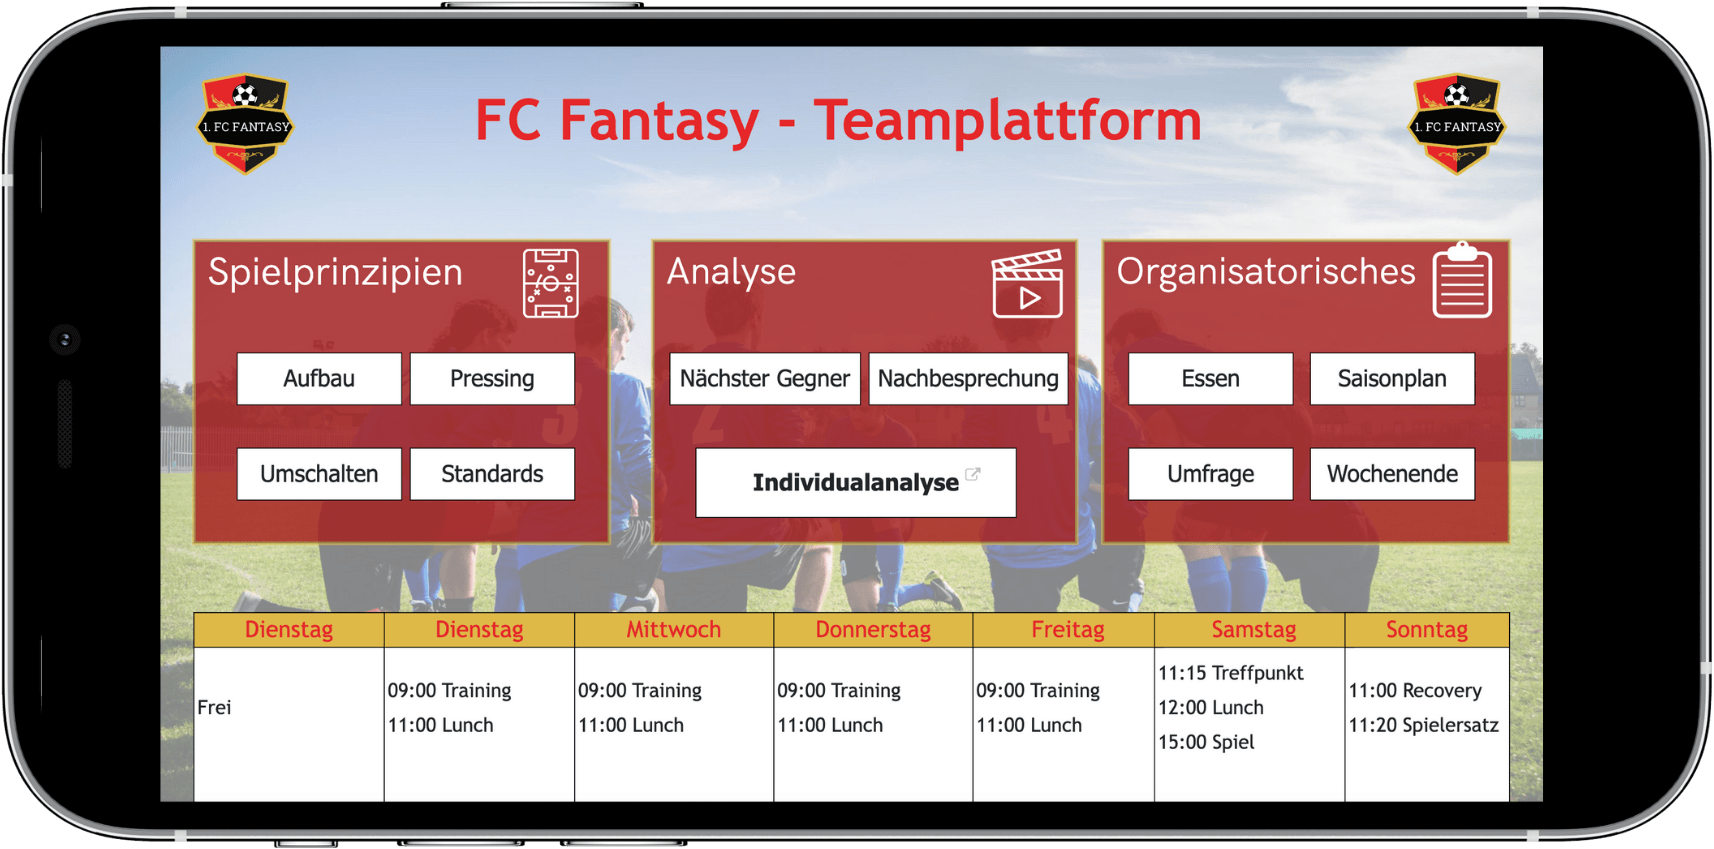 1. FC FANTASY
FC Fantasy - Teamplattform
1. FC FANTASY
Spielprinzipien
Aufbau
Pressing
Umschalten
Standards
Analyse
Nächster Gegner
Nachbesprechung
Individualanalyse
Organisatorisches
Essen
Saisonplan
Umfrage
Wochenende
Dienstag
Dienstag
Mittwoch
Donnerstag
Freitag
Samstag
Sonntag
Frei
09:00 Training
11:00 Lunch
09:00 Training
11:00 Lunch
09:00 Training
11:00 Lunch
09:00 Training
11:00 Lunch
11:15 Treffpunkt
12:00 Lunch
15:00 Spiel
11:00 Recovery
11:20 Spielersatz
3
2
4